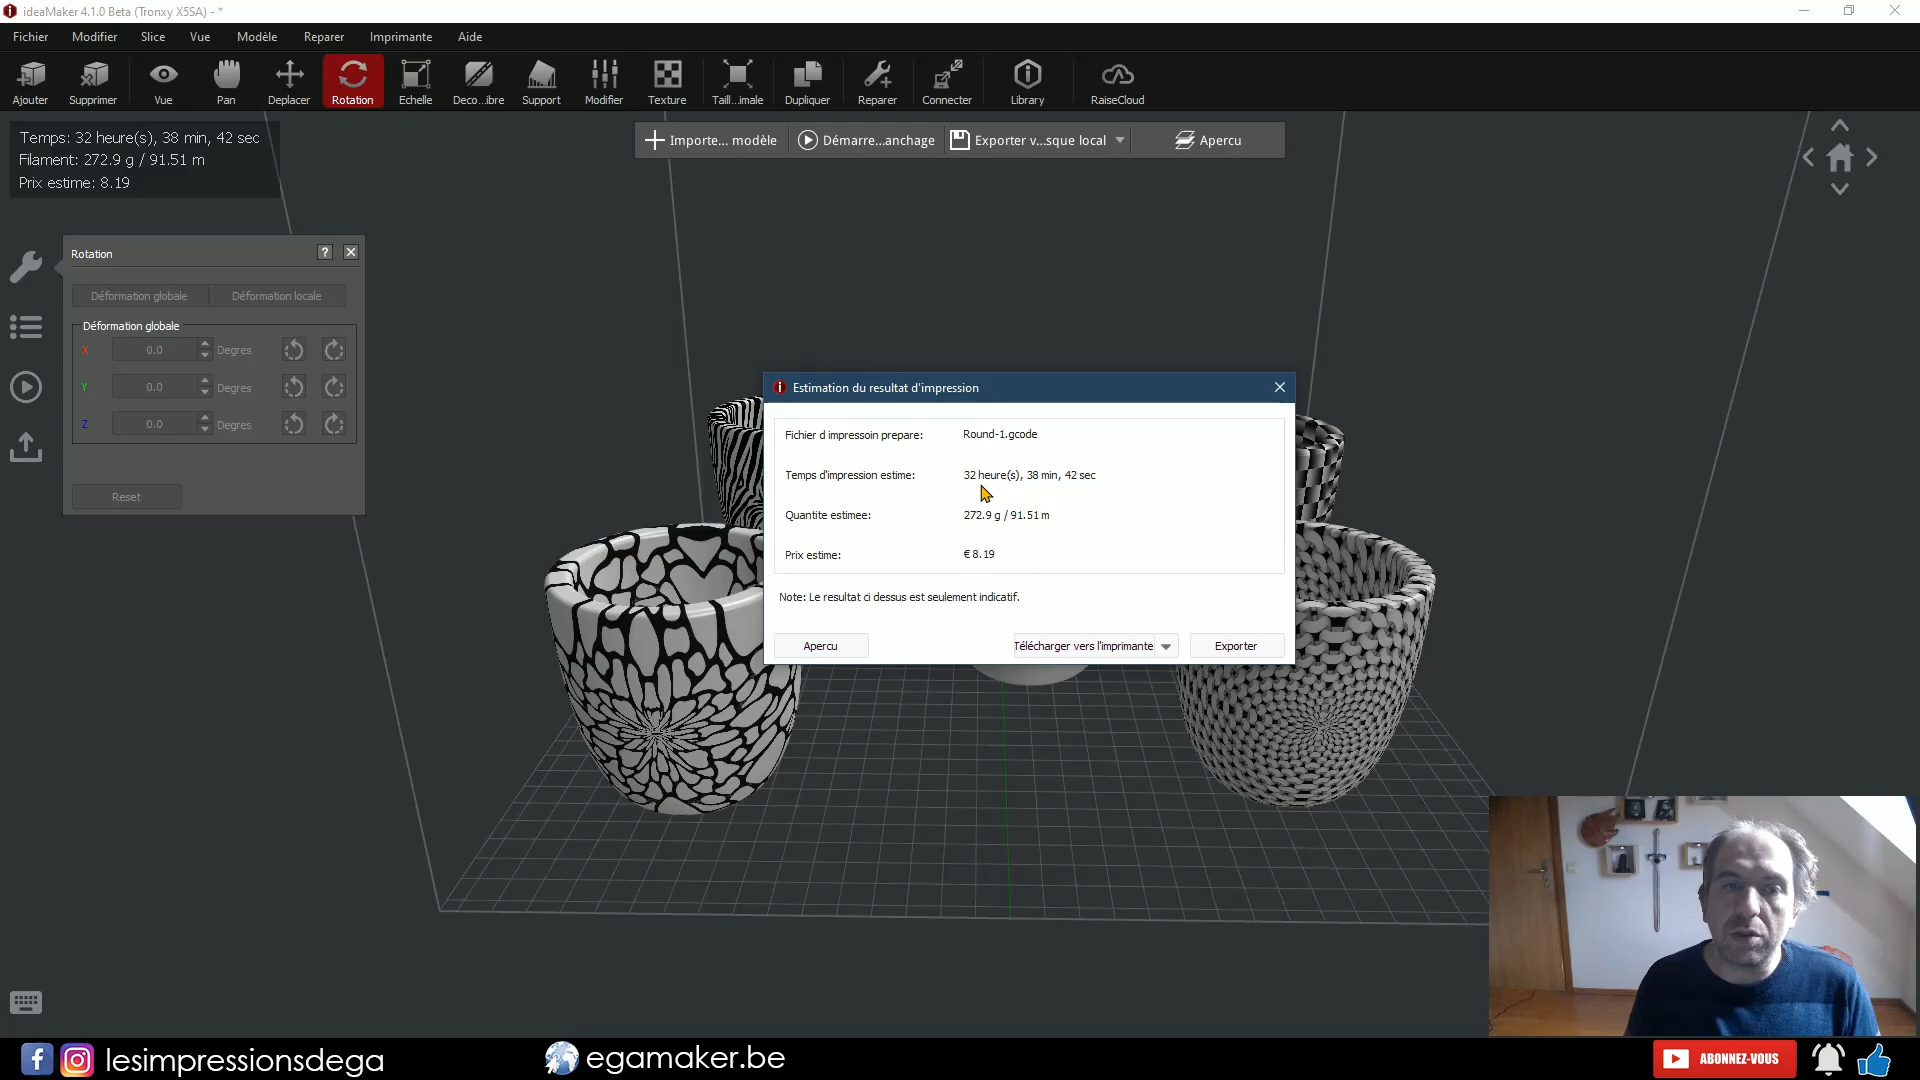 ideaMaker 4.1.0 Beta (Tronxy X5SA) - *
Fichier Modifier Slice Vue Modèle Reparer Imprimante Aide
Ajouter Supprimer Vue Pan Deplacer Rotation Echelle Deco...ibre Support Modifier Texture Taill...imale Dupliquer Reparer Connecter Library RaiseCloud
Temps: 32 heure(s), 38 min, 42 sec
Filament: 272.9 g / 91.51 m
Prix estime: 8.19
Importe... modèle Démarre...anchage Exporter v...sque local Apercu
Rotation ?
Déformation globale Déformation locale
Déformation globale
X 0.0 Degres
Y 0.0 Degres
Z 0.0 Degres
Reset
Estimation du resultat d'impression
Fichier d impressoin prepare: Round-1.gcode
Temps d'impression estime: 32 heure(s), 38 min, 42 sec
Quantite estimee: 272.9 g / 91.51 m
Prix estime: € 8.19
Note: Le resultat ci dessus est seulement indicatif.
Apercu Télécharger vers l'imprimante Exporter
lesimpressionsdega egamaker.be ABONNEZ-VOUS